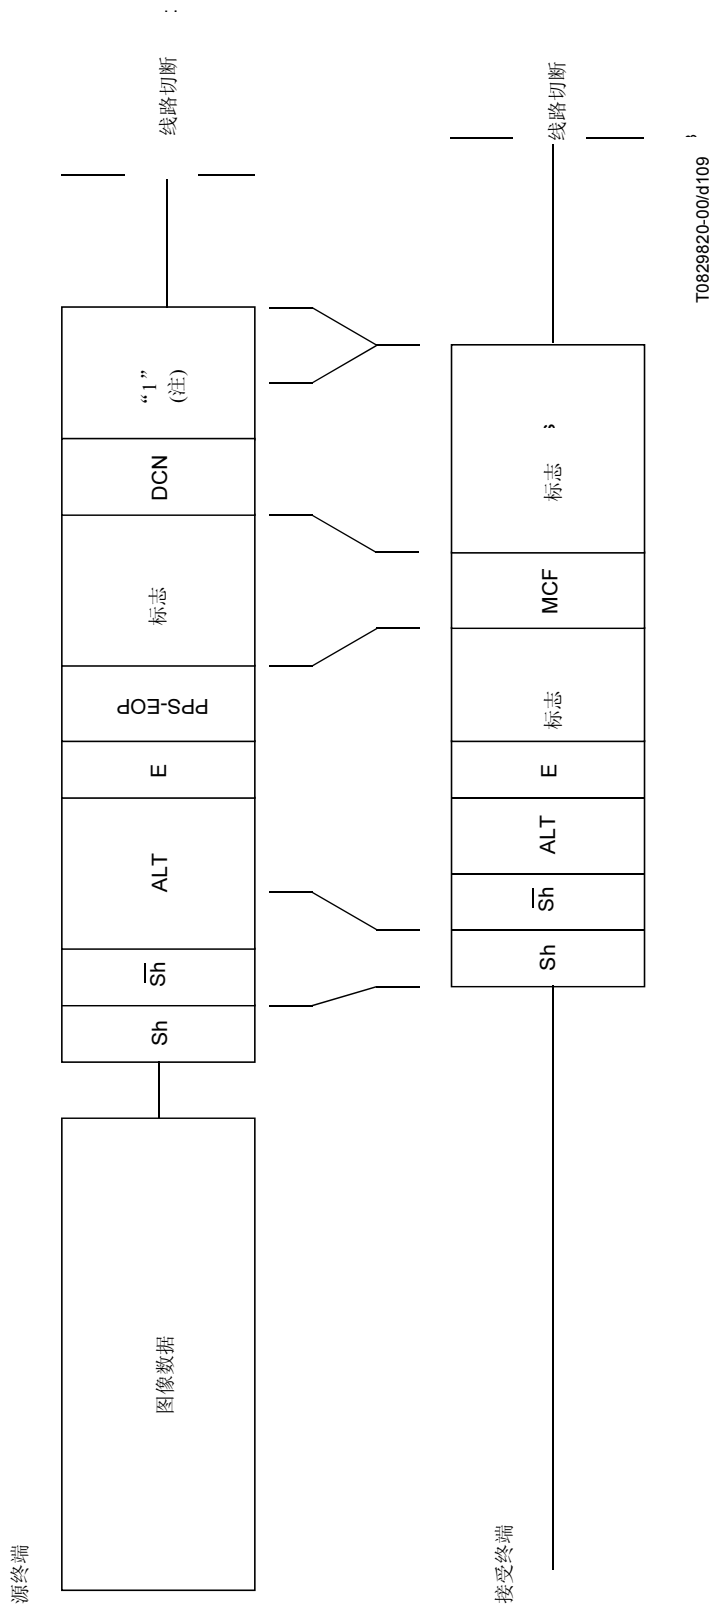 源终端
图像数据
Sh
Sh
ALT
E
PPS-EOP
标志
DCN
“1”
(注)
线路切断
接受终端
Sh
Sh
ALT
E
标志
MCF
标志
线路切断
T0829820-00/d109